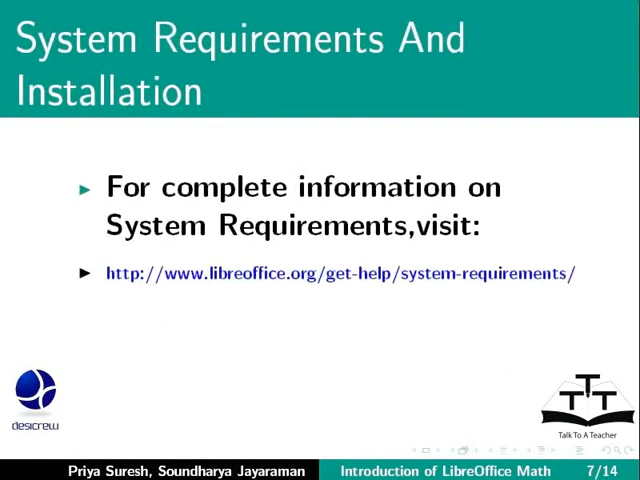 System Requirements And
Installation
For complete information on
System Requirements,visit:
http://www.libreoffice.org/get-help/system-requirements/
desicrew
T T T
Talk To A Teacher
Priya Suresh, Soundharya Jayaraman Introduction of LibreOffice Math 7/14